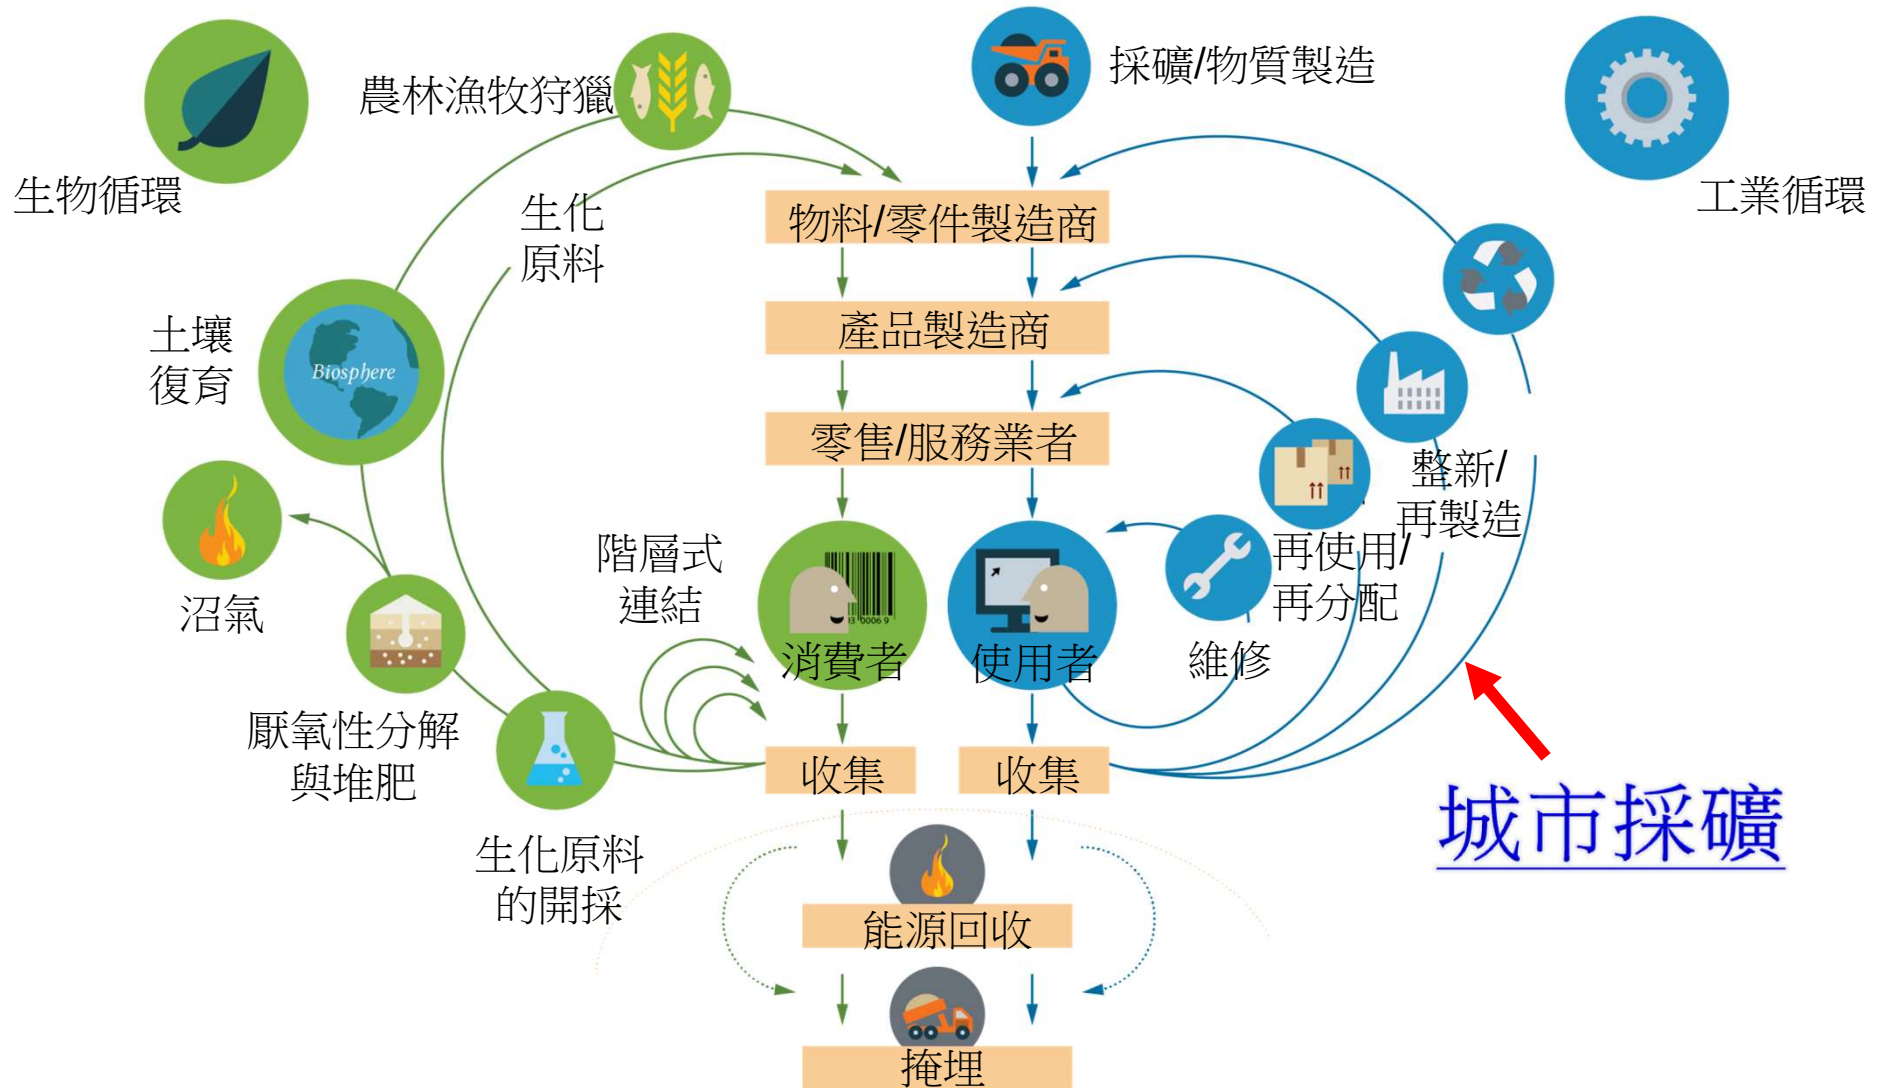 農林漁牧狩獵
採礦/物質製造
生物循環
工業循環
生化
原料
物料/零件製造商
土壤
復育
Biosphere
產品製造商
零售/服務業者
整新/
再製造
階層式
連結
再使用/
再分配
沼氣
03 0006 9
消費者
使用者
維修
厭氧性分解
與堆肥
收集
收集
城市採礦
生化原料
的開採
能源回收
掩埋